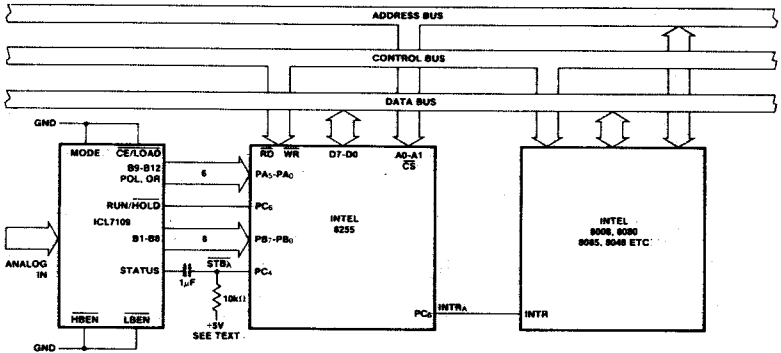 ADDRESS BUS
CONTROL BUS
DATA BUS
GND
MODE CE/LOAD
B9-B12
POL, OR
6
RUN/HOLD
ICL7109
B1-B8
8
ANALOG
IN
STATUS
1μF
STBA
10kΩ
+5V
SEE TEXT
HBEN LBEN
GND
RD WR D7-D0 A0-A1
CS
PA5-PA0
PC6
INTEL
8255
PB7-PB0
PC4
PC6 INTRA
INTEL
8008, 8080
8085, 8048 ETC
INTR